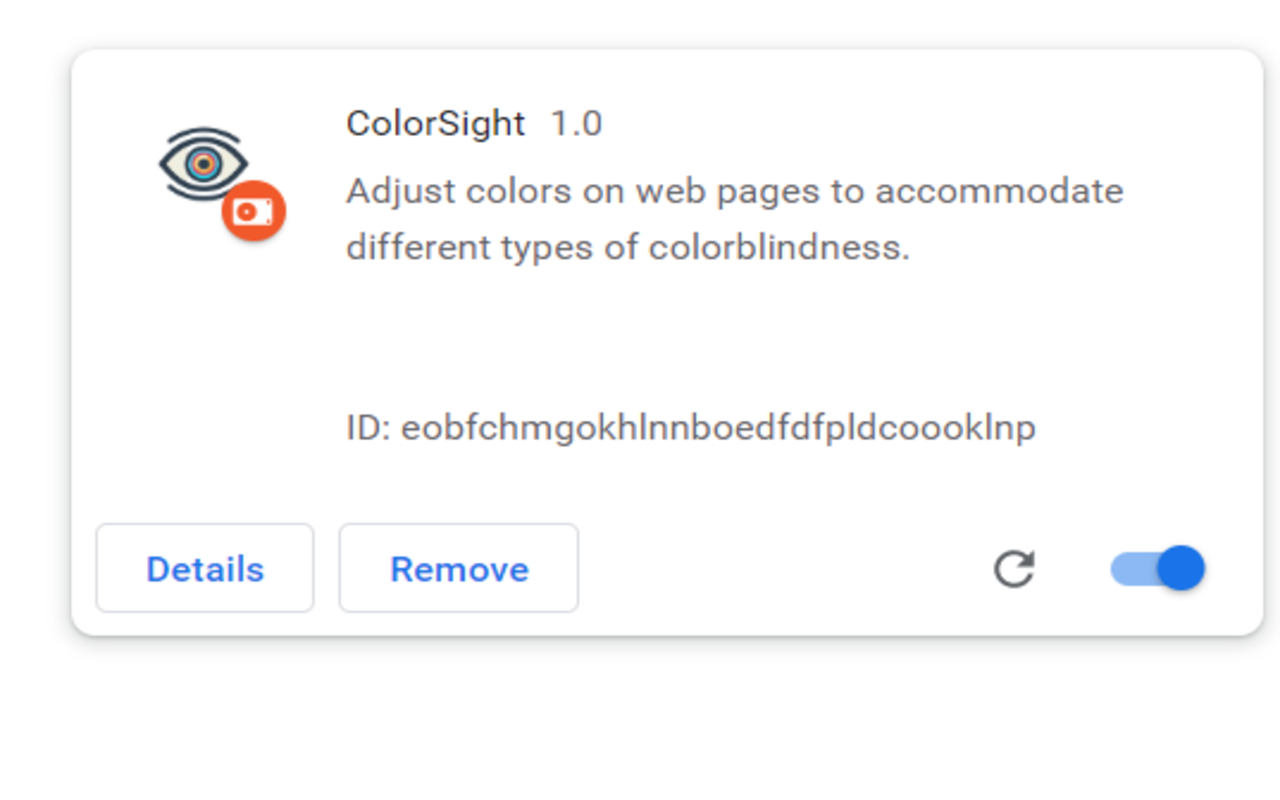 ColorSight 1.0
Adjust colors on web pages to accommodate
different types of colorblindness.
ID: eobfchmgokhlnnboedfdfpldcoooklnp
Details Remove